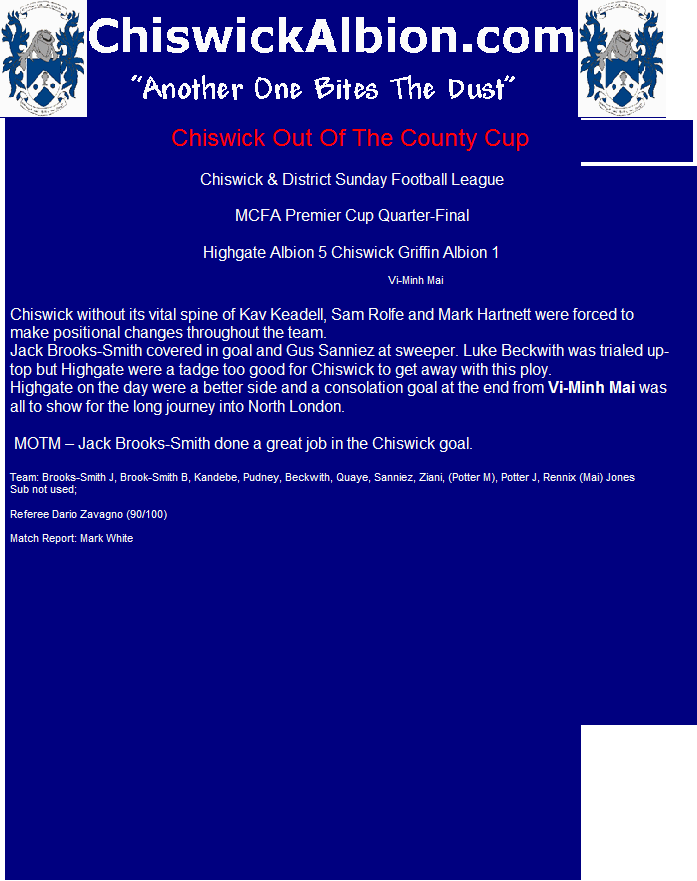 ChiswickAlbion.com
"Another One Bites The Dust"
Chiswick Out Of The County Cup
Chiswick & District Sunday Football League
MCFA Premier Cup Quarter-Final
Highgate Albion 5 Chiswick Griffin Albion 1
Vi-Minh Mai
Chiswick without its vital spine of Kav Keadell, Sam Rolfe and Mark Hartnett were forced to
make positional changes throughout the team.
Jack Brooks-Smith covered in goal and Gus Sanniez at sweeper. Luke Beckwith was trialed up-
top but Highgate were a tadge too good for Chiswick to get away with this ploy.
Highgate on the day were a better side and a consolation goal at the end from Vi-Minh Mai was
all to show for the long journey into North London.
MOTM – Jack Brooks-Smith done a great job in the Chiswick goal.
Team: Brooks-Smith J, Brook-Smith B, Kandebe, Pudney, Beckwith, Quaye, Sanniez, Ziani, (Potter M), Potter J, Rennix (Mai) Jones
Sub not used;
Referee Dario Zavagno (90/100)
Match Report: Mark White